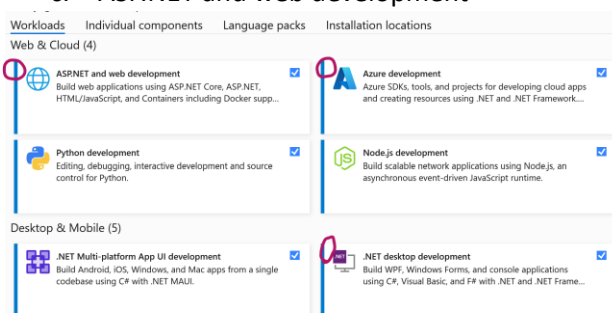 ASP.NET and web development
Workloads Individual components Language packs Installation locations
Web & Cloud (4)
ASP.NET and web development
Build web applications using ASP.NET Core, ASP.NET,
HTML/JavaScript, and Containers including Docker supp...
Azure development
Azure SDKs, tools, and projects for developing cloud apps
and creating resources using .NET and .NET Framework....
Python development
Editing, debugging, interactive development and source
control for Python.
Node.js development
Build scalable network applications using Node.js, an
asynchronous event-driven JavaScript runtime.
Desktop & Mobile (5)
.NET Multi-platform App UI development
Build Android, iOS, Windows, and Mac apps from a single
codebase using C# with .NET MAUI.
.NET
.NET desktop development
Build WPF, Windows Forms, and console applications
using C#, Visual Basic, and F# with .NET and .NET Frame...